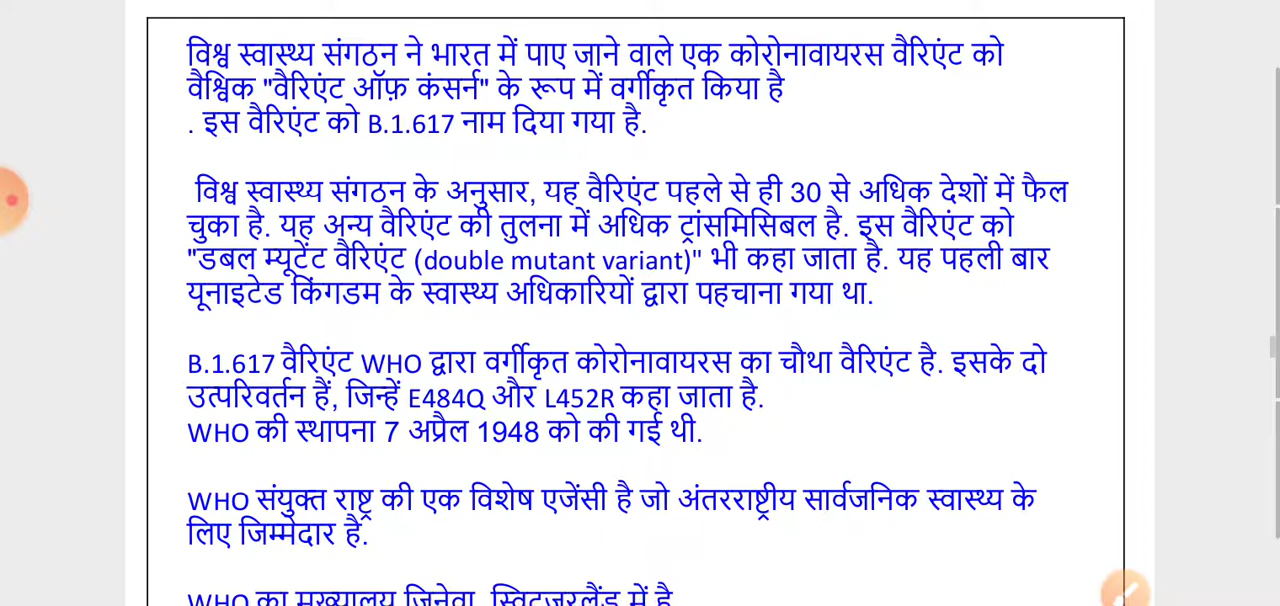 विश्व स्वास्थ्य संगठन ने भारत में पाए जाने वाले एक कोरोनावायरस वैरिएंट को
वैश्विक "वैरिएंट ऑफ़ कंसर्न" के रूप में वर्गीकृत किया है
. इस वैरिएंट को B.1.617 नाम दिया गया है.
विश्व स्वास्थ्य संगठन के अनुसार, यह वैरिएंट पहले से ही 30 से अधिक देशों में फैल
चुका है. यह अन्य वैरिएंट की तुलना में अधिक ट्रांसमिसिबल है. इस वैरिएंट को
"डबल म्यूटेंट वैरिएंट (double mutant variant)" भी कहा जाता है. यह पहली बार
यूनाइटेड किंगडम के स्वास्थ्य अधिकारियों द्वारा पहचाना गया था.
B.1.617 वैरिएंट WHO द्वारा वर्गीकृत कोरोनावायरस का चौथा वैरिएंट है. इसके दो
उत्परिवर्तन हैं, जिन्हें E484Q और L452R कहा जाता है.
WHO की स्थापना 7 अप्रैल 1948 को की गई थी.
WHO संयुक्त राष्ट्र की एक विशेष एजेंसी है जो अंतरराष्ट्रीय सार्वजनिक स्वास्थ्य के
लिए जिम्मेदार है.
WHO का मुख्यालय जिनेवा, स्विटजरलैंड में है